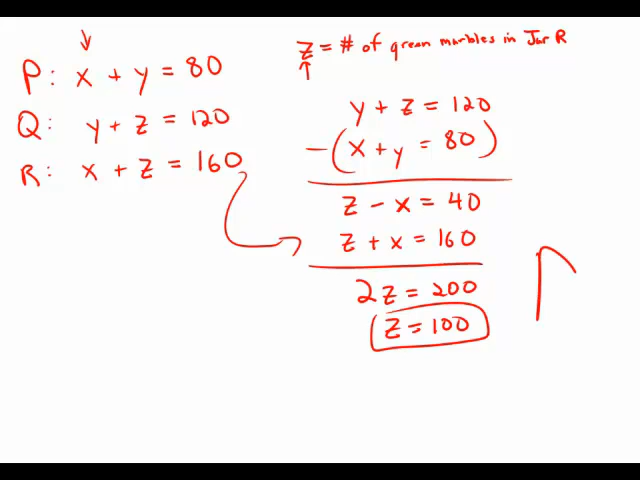 P: x + y = 80
Q: y + z = 120
R: x + z = 160
z = # of green marbles in Jar R
y + z = 120
-(x + y = 80)
z - x = 40
z + x = 160
2z = 200
z = 100